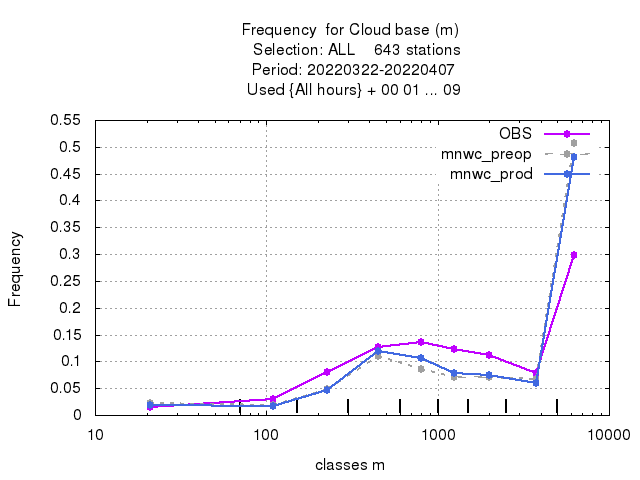 Frequency  for Cloud base (m)
Selection: ALL    643 stations
Period: 20220322-20220407
Used {All hours} + 00 01 ... 09
OBS
mnwc_preop
mnwc_prod
0.55
0.5
0.45
0.4
0.35
0.3
0.25
0.2
0.15
0.1
0.05
0
Frequency
10
100
1000
10000
classes m